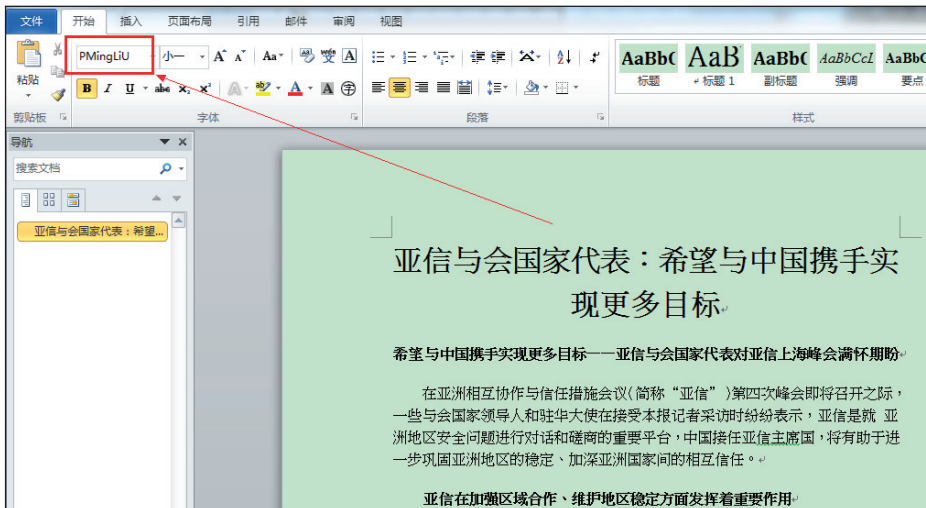 文件 开始 插入 页面布局 引用 邮件 审阅 视图
PMingLiU 小一 A A Aa 变 wén A
粘贴 B I U abc x₂ x² A ab A A 字
AaBb( AaB AaBb( AaBbCcL AaBbC
标题 标题 1 副标题 强调 要点
剪贴板 字体 段落 样式
导航
搜索文档
亚信与会国家代表：希望...
亚信与会国家代表：希望与中国携手实
现更多目标
希望与中国携手实现更多目标——亚信与会国家代表对亚信上海峰会满怀期盼
在亚洲相互协作与信任措施会议(简称“亚信”)第四次峰会即将召开之际，
一些与会国家领导人和驻华大使在接受本报记者采访时纷纷表示，亚信是就 亚
洲地区安全问题进行对话和磋商的重要平台，中国接任亚信主席国，将有助于进
一步巩固亚洲地区的稳定、加深亚洲国家间的相互信任。
亚信在加强区域合作、维护地区稳定方面发挥着重要作用